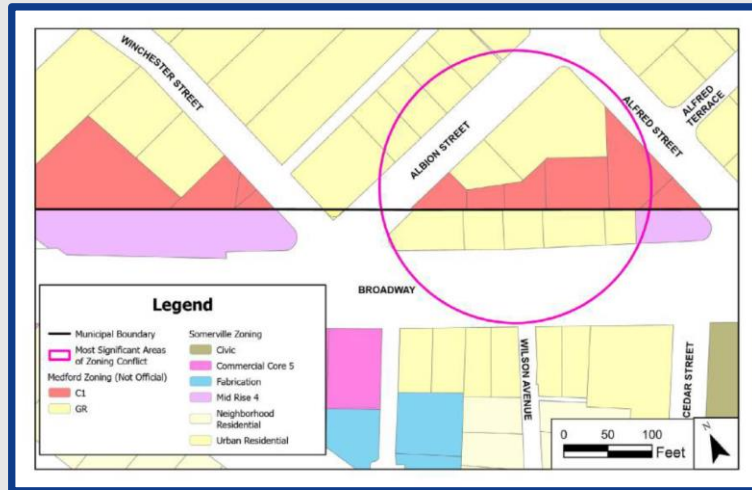 WINCHESTER STREET
ALBION STREET
ALFRED STREET
ALFRED
TERRACE
BROADWAY
WILSON AVENUE
CEDAR STREET
Legend
Municipal Boundary
Most Significant Areas
of Zoning Conflict
Medford Zoning (Not Official)
C1
GR
Somerville Zoning
Civic
Commercial Core 5
Fabrication
Mid Rise 4
Neighborhood
Residential
Urban Residential
0 50 100
Feet
N